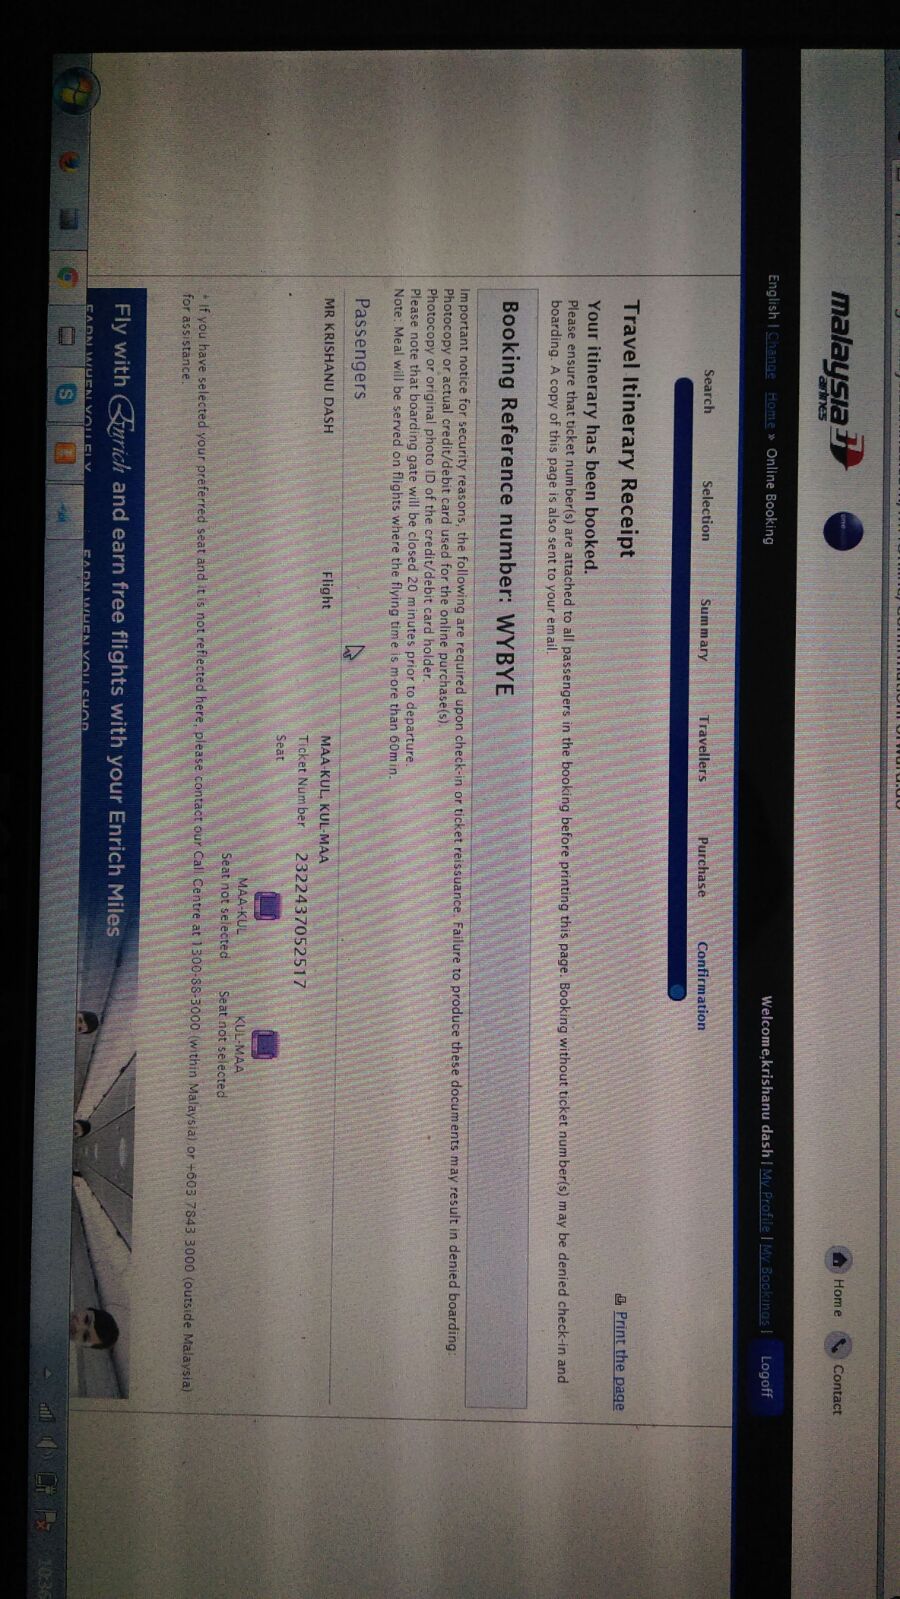 malaysia
airlines
Home Contact
English | Change Home » Online Booking
Welcome,krishanu dash | My Profile | My Bookings | Logoff
Search Selection Summary Travellers Purchase Confirmation
Travel Itinerary Receipt
Print the page
Your itinerary has been booked.
Please ensure that ticket number(s) are attached to all passengers in the booking before printing this page. Booking without ticket number(s) may be denied check-in and
boarding. A copy of this page is also sent to your email
Booking Reference number: WYBYE
Important notice for security reasons, the following are required upon check-in or ticket reissuance. Failure to produce these documents may result in denied boarding:
Photocopy or actual credit/debit card used for the online purchase(s).
Photocopy or original photo ID of the credit/debit card holder.
Please note that boarding gate will be closed 20 minutes prior to departure.
Note: Meal will be served on flights where the flying time is more than 60min.
Passengers
MR KRISHANU DASH Flight MAA-KUL, KUL-MAA
Ticket Number 2322437052517
Seat
MAA-KUL KUL-MAA
Seat not selected Seat not selected
* If you have selected your preferred seat and it is not reflected here, please contact our Call Centre at 1300-88-3000 (within Malaysia) or +603 7843 3000 (outside Malaysia)
for assistance.
Fly with Enrich and earn free flights with your Enrich Miles
EARN WHEN YOU FLY EARN WHEN YOU SHOP